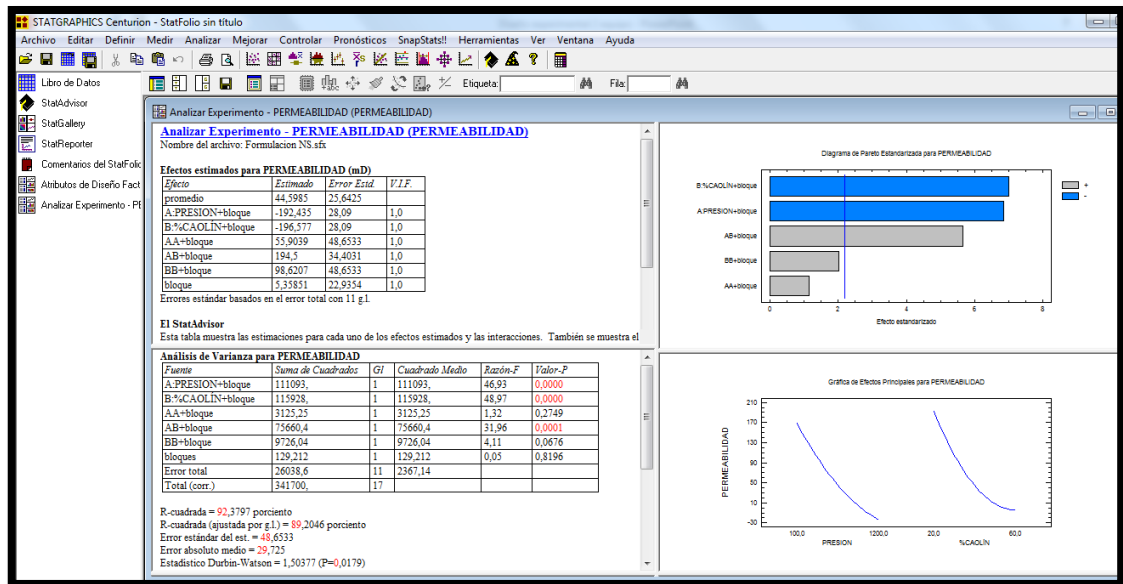 STATGRAPHICS Centurion - StatFolio sin título
Archivo Editar Definir Medir Analizar Mejorar Controlar Pronósticos SnapStats!! Herramientas Ver Ventana Ayuda
Etiqueta: Fila:
Libro de Datos
StatAdvisor
StatGallery
StatReporter
Comentarios del StatFolio
Atributos de Diseño Fact
Analizar Experimento - PE
Analizar Experimento - PERMEABILIDAD (PERMEABILIDAD)
Analizar Experimento - PERMEABILIDAD (PERMEABILIDAD)
Nombre del archivo: Formulacion NS.sfx
Efectos estimados para PERMEABILIDAD (mD)
Efecto Estimado Error Estd. V.I.F.
promedio 44,5985 25,6425
A:PRESION+bloque -192,435 28,09 1,0
B:%CAOLÍN+bloque -196,577 28,09 1,0
AA+bloque 55,9039 48,6533 1,0
AB+bloque 194,5 34,4031 1,0
BB+bloque 98,6207 48,6533 1,0
bloque 5,35851 22,9354 1,0
Errores estándar basados en el error total con 11 g.l.
El StatAdvisor
Esta tabla muestra las estimaciones para cada uno de los efectos estimados y las interacciones. También se muestra el
Análisis de Varianza para PERMEABILIDAD
Fuente Suma de Cuadrados Gl Cuadrado Medio Razón-F Valor-P
A:PRESION+bloque 111093, 1 111093, 46,93 0,0000
B:%CAOLÍN+bloque 115928, 1 115928, 48,97 0,0000
AA+bloque 3125,25 1 3125,25 1,32 0,2749
AB+bloque 75660,4 1 75660,4 31,96 0,0001
BB+bloque 9726,04 1 9726,04 4,11 0,0676
bloques 129,212 1 129,212 0,05 0,8196
Error total 26038,6 11 2367,14
Total (corr.) 341700, 17
R-cuadrada = 92,3797 porciento
R-cuadrada (ajustada por g.l.) = 89,2046 porciento
Error estándar del est. = 48,6533
Error absoluto medio = 29,725
Estadístico Durbin-Watson = 1,50377 (P=0,0179)
Diagrama de Pareto Estandarizada para PERMEABILIDAD
B:%CAOLÍN+bloque
A:PRESION+bloque
AB+bloque
BB+bloque
AA+bloque
0 2 4 6 8
Efecto estandarizado
+
-
Gráfica de Efectos Principales para PERMEABILIDAD
PERMEABILIDAD
210
170
130
90
50
10
-30
100,0 1200,0 20,0 60,0
PRESION %CAOLÍN